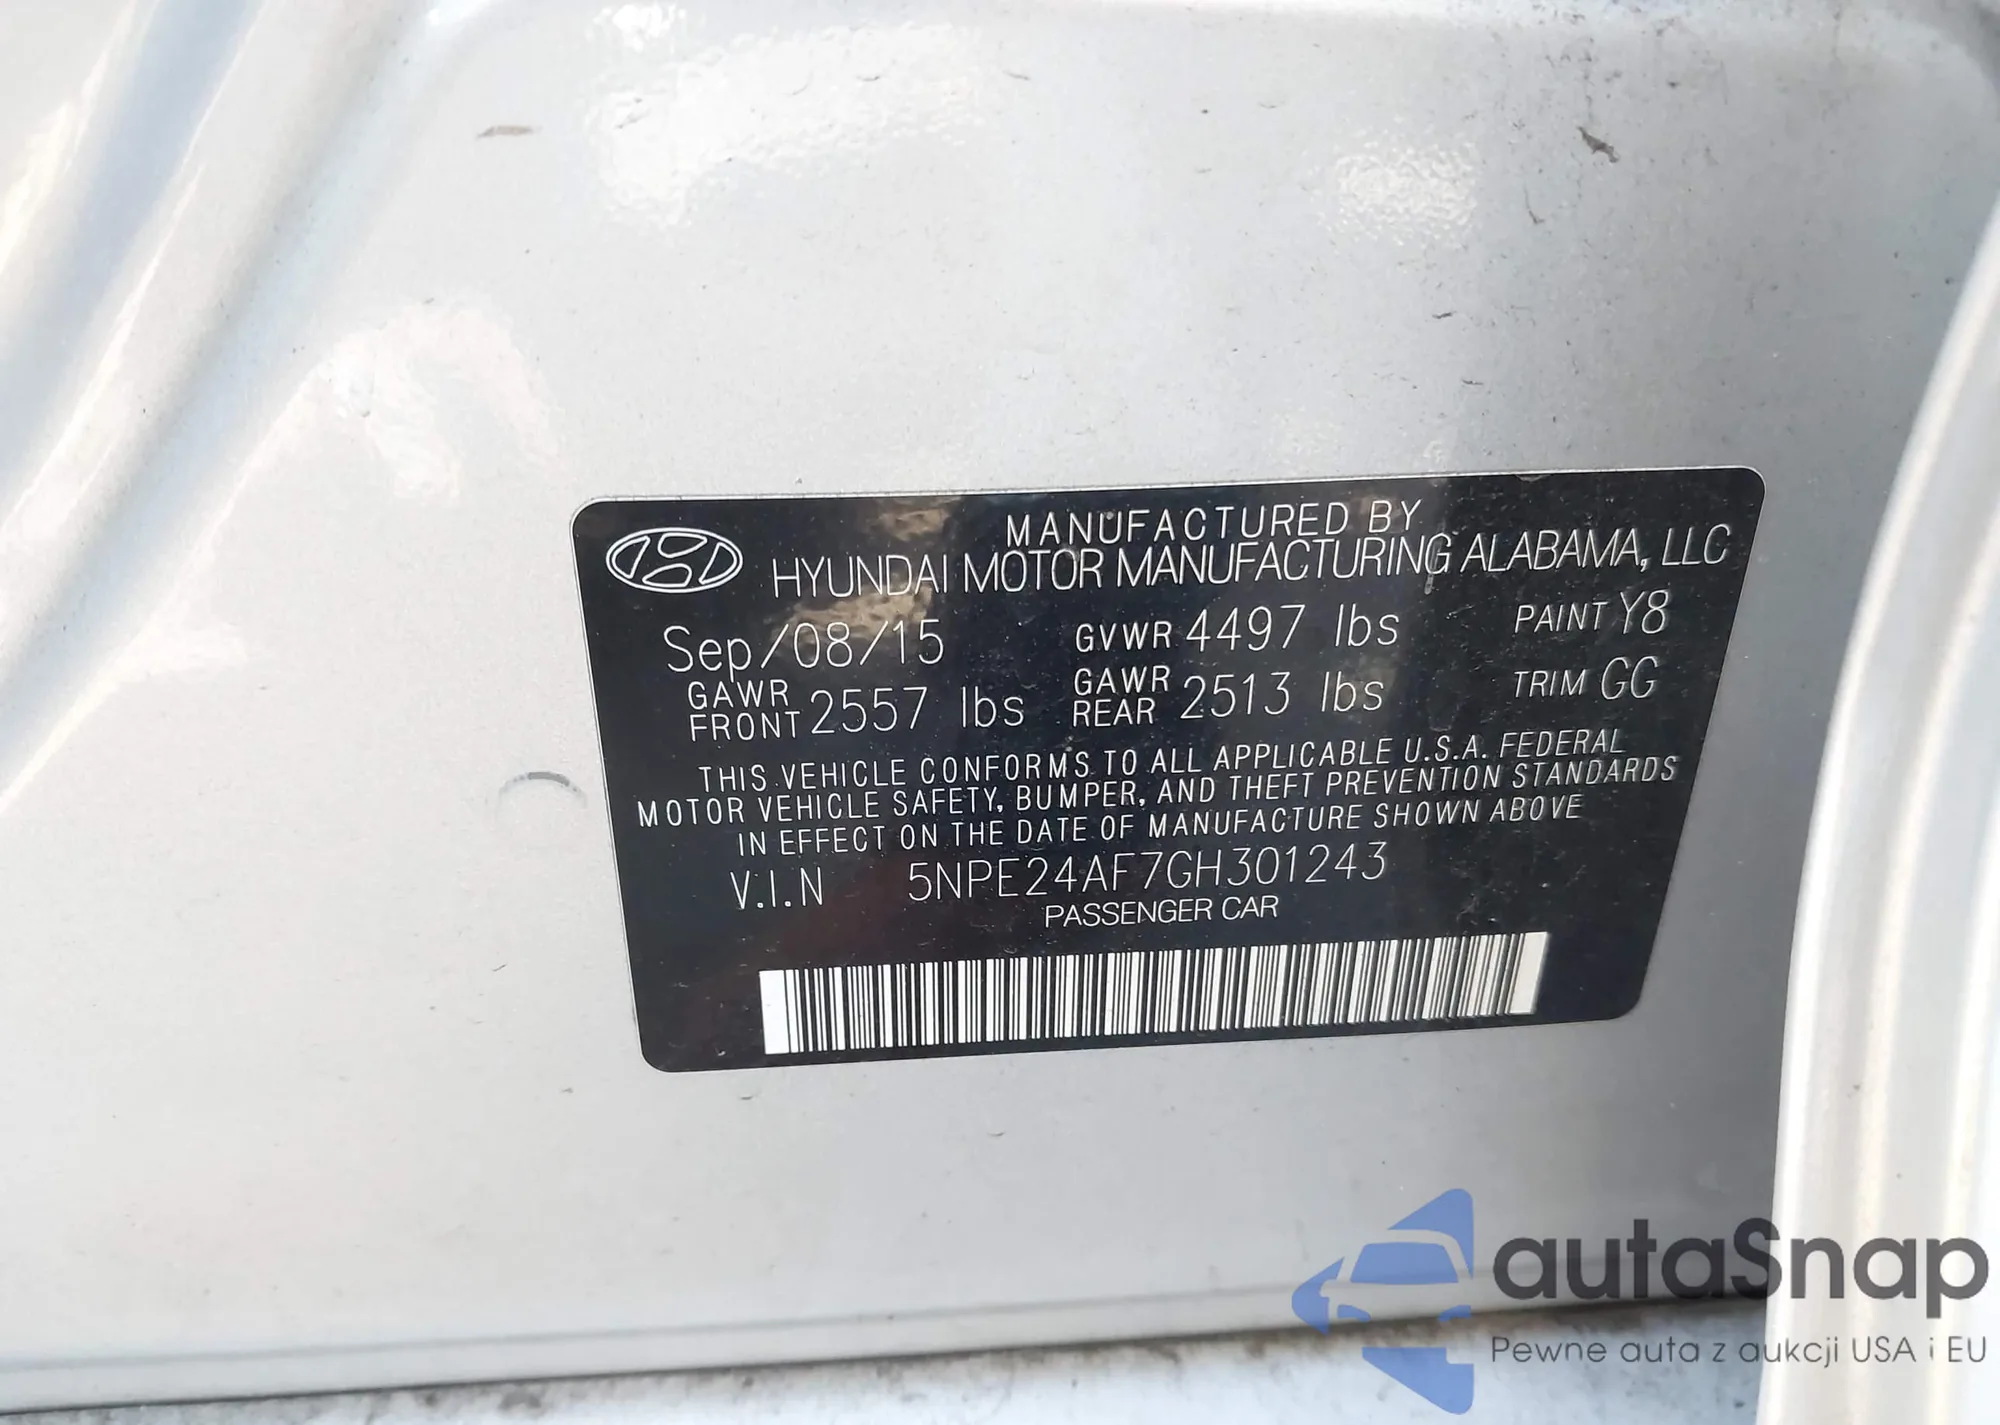 MANUFACTURED BY
HYUNDAI MOTOR MANUFACTURING ALABAMA, LLC
Sep/08/15 GVWR 4497 lbs PAINT Y8
GAWR FRONT 2557 lbs GAWR REAR 2513 lbs TRIM GG
THIS VEHICLE CONFORMS TO ALL APPLICABLE U.S.A. FEDERAL
MOTOR VEHICLE SAFETY, BUMPER, AND THEFT PREVENTION STANDARDS
IN EFFECT ON THE DATE OF MANUFACTURE SHOWN ABOVE
V.I.N 5NPE24AF7GH301243
PASSENGER CAR
autaSnap
Pewne auta z aukcji USA i EU